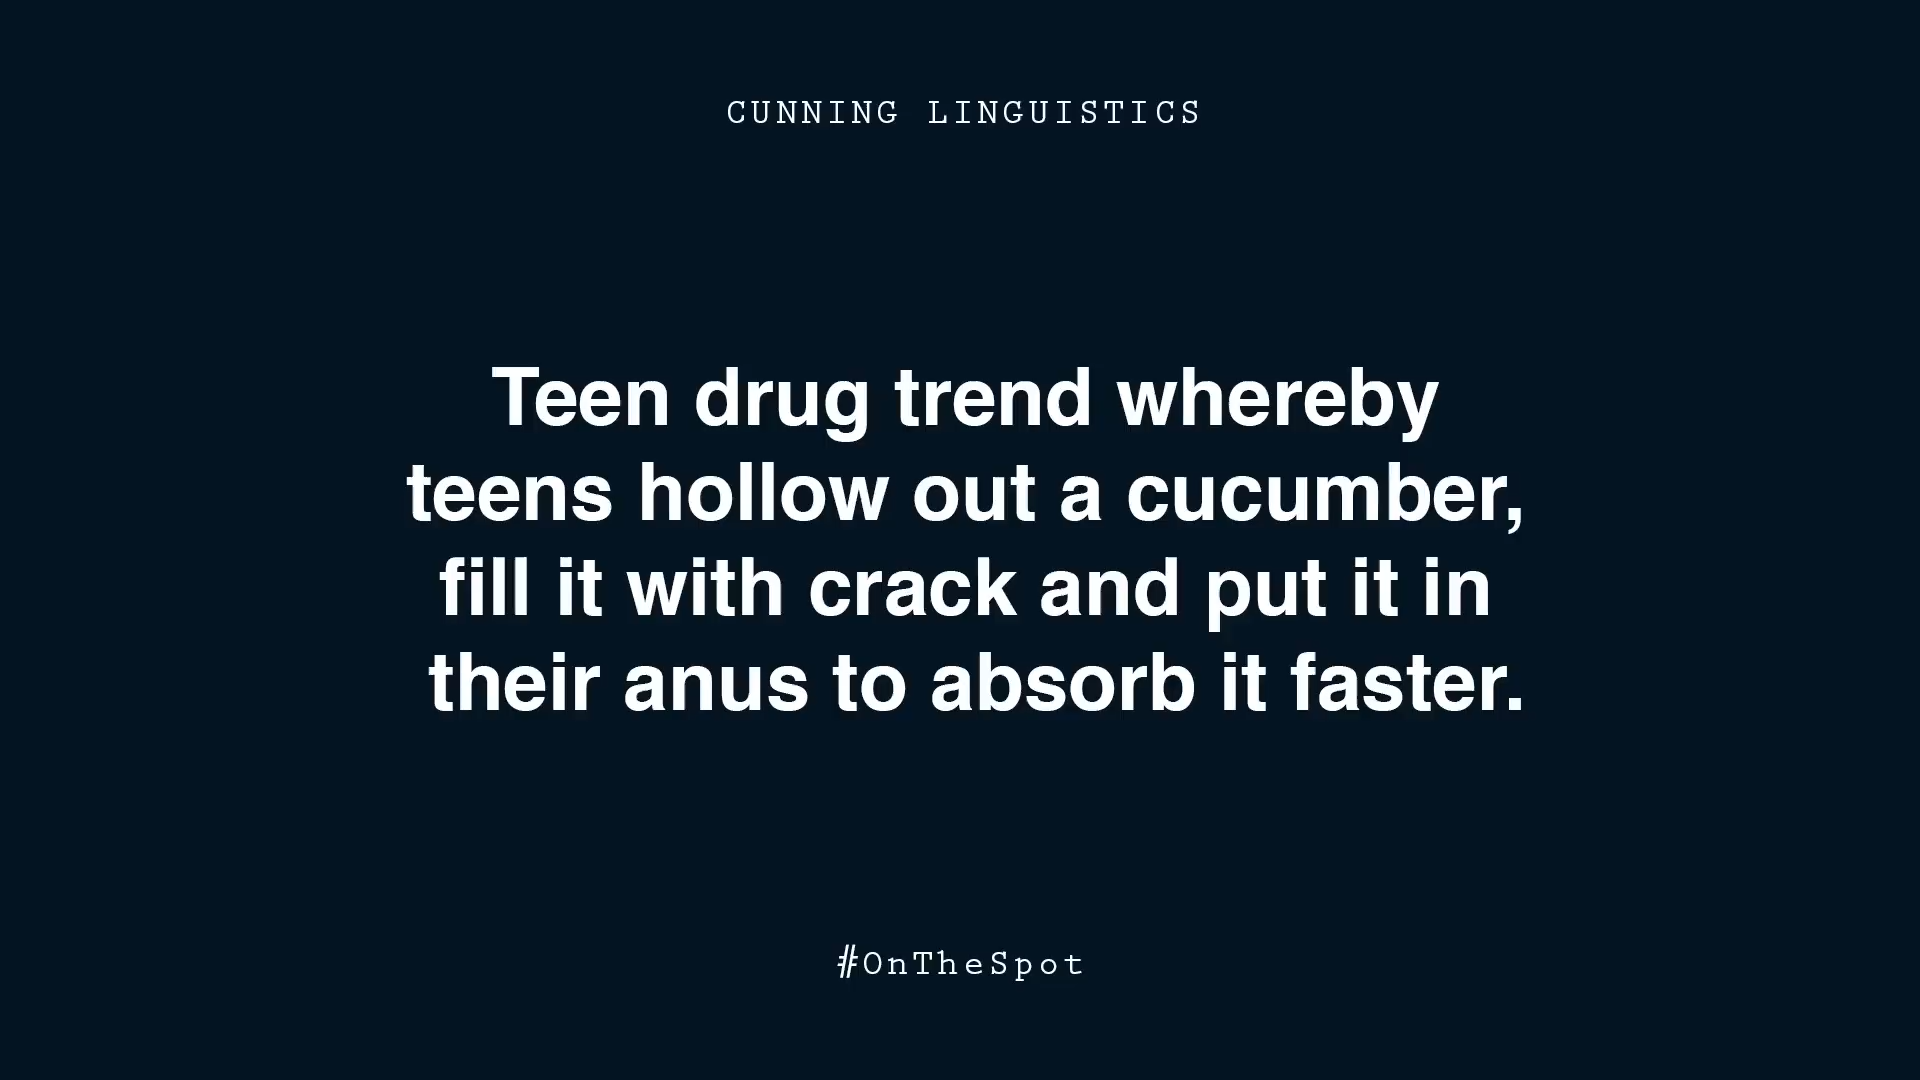 CUNNING LINGUISTICS
Teen drug trend whereby
teens hollow out a cucumber,
fill it with crack and put it in
their anus to absorb it faster.
#OnTheSpot